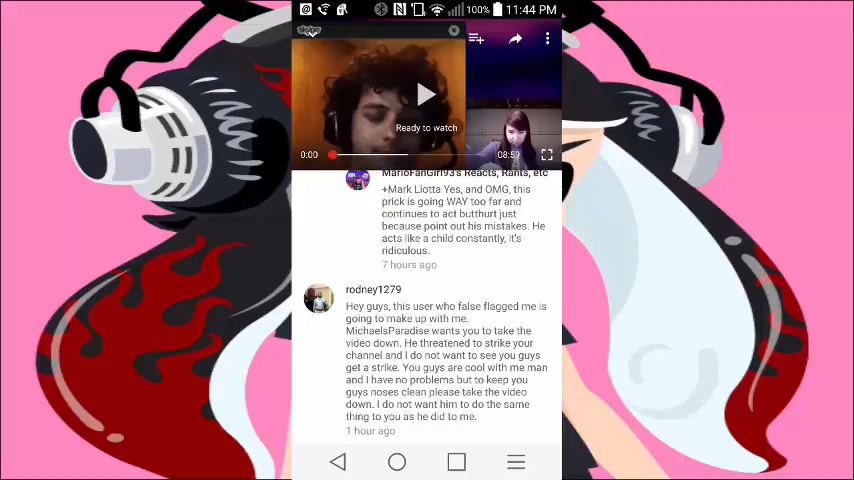 100% 11:44 PM
skype
Ready to watch
0:00 08:59
MarioFanGirl93's Reacts, Rants, etc
+Mark Liotta Yes, and OMG, this
prick is going WAY too far and
continues to act butthurt just
because point out his mistakes. He
acts like a child constantly, it's
ridiculous.
7 hours ago
rodney1279
Hey guys, this user who false flagged me is
going to make up with me.
MichaelsParadise wants you to take the
video down. He threatened to strike your
channel and I do not want to see you guys
get a strike. You guys are cool with me man
and I have no problems but to keep you
guys noses clean please take the video
down. I do not want him to do the same
thing to you as he did to me.
1 hour ago